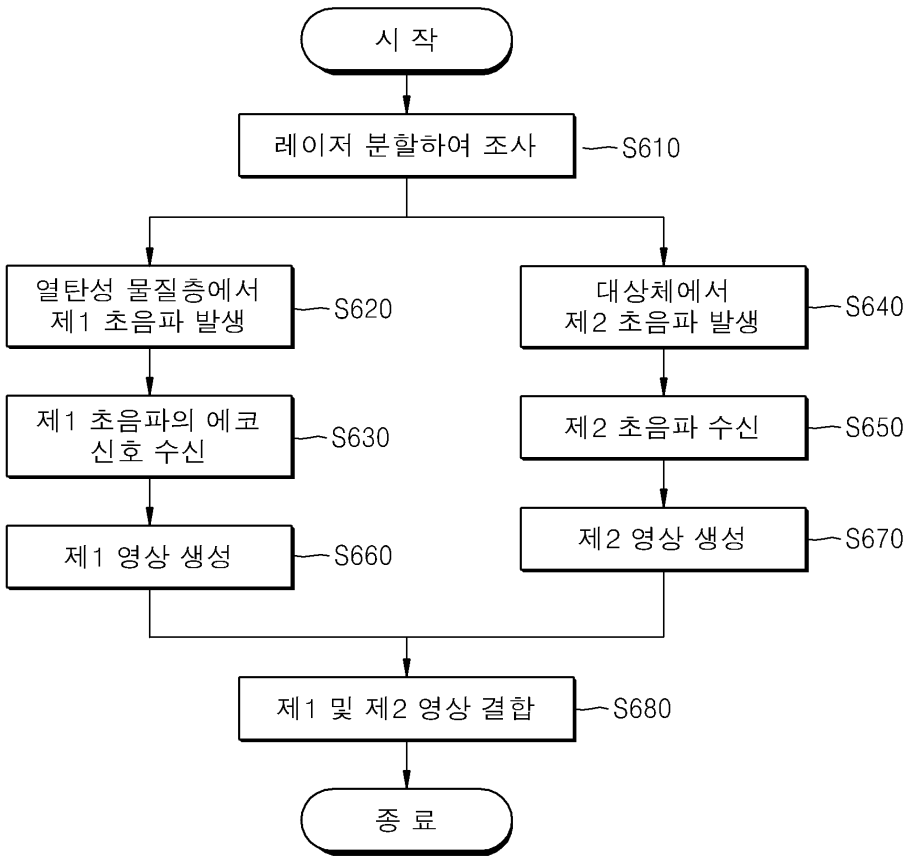 시 작
레이저 분할하여 조사
S610
열탄성 물질층에서
제1 초음파 발생
S620
대상체에서
제2 초음파 발생
S640
제1 초음파의 에코
신호 수신
S630
제2 초음파 수신
S650
제1 영상 생성
S660
제2 영상 생성
S670
제1 및 제2 영상 결합
S680
종 료